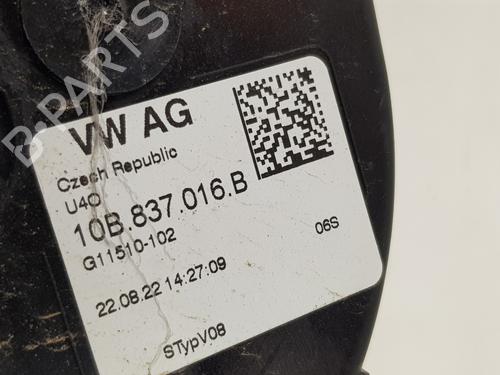 B-PARTS
VW AG
Czech Republic
U4O
10B.837.016.B
G11510-102
06S
22.08.22 14:27:09
STypV08